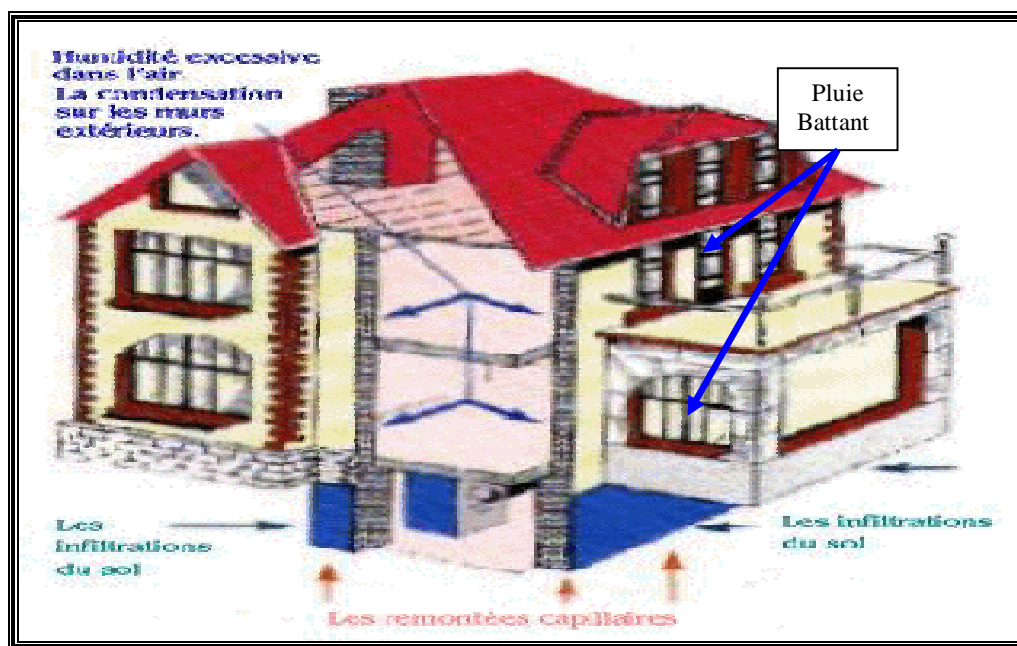 Humidité excessive
dans l'air.
La condensation
sur les murs
extérieurs.
Pluie
Battant
Les
infiltrations
du sol
Les infiltrations
du sol
Les remontées capillaires